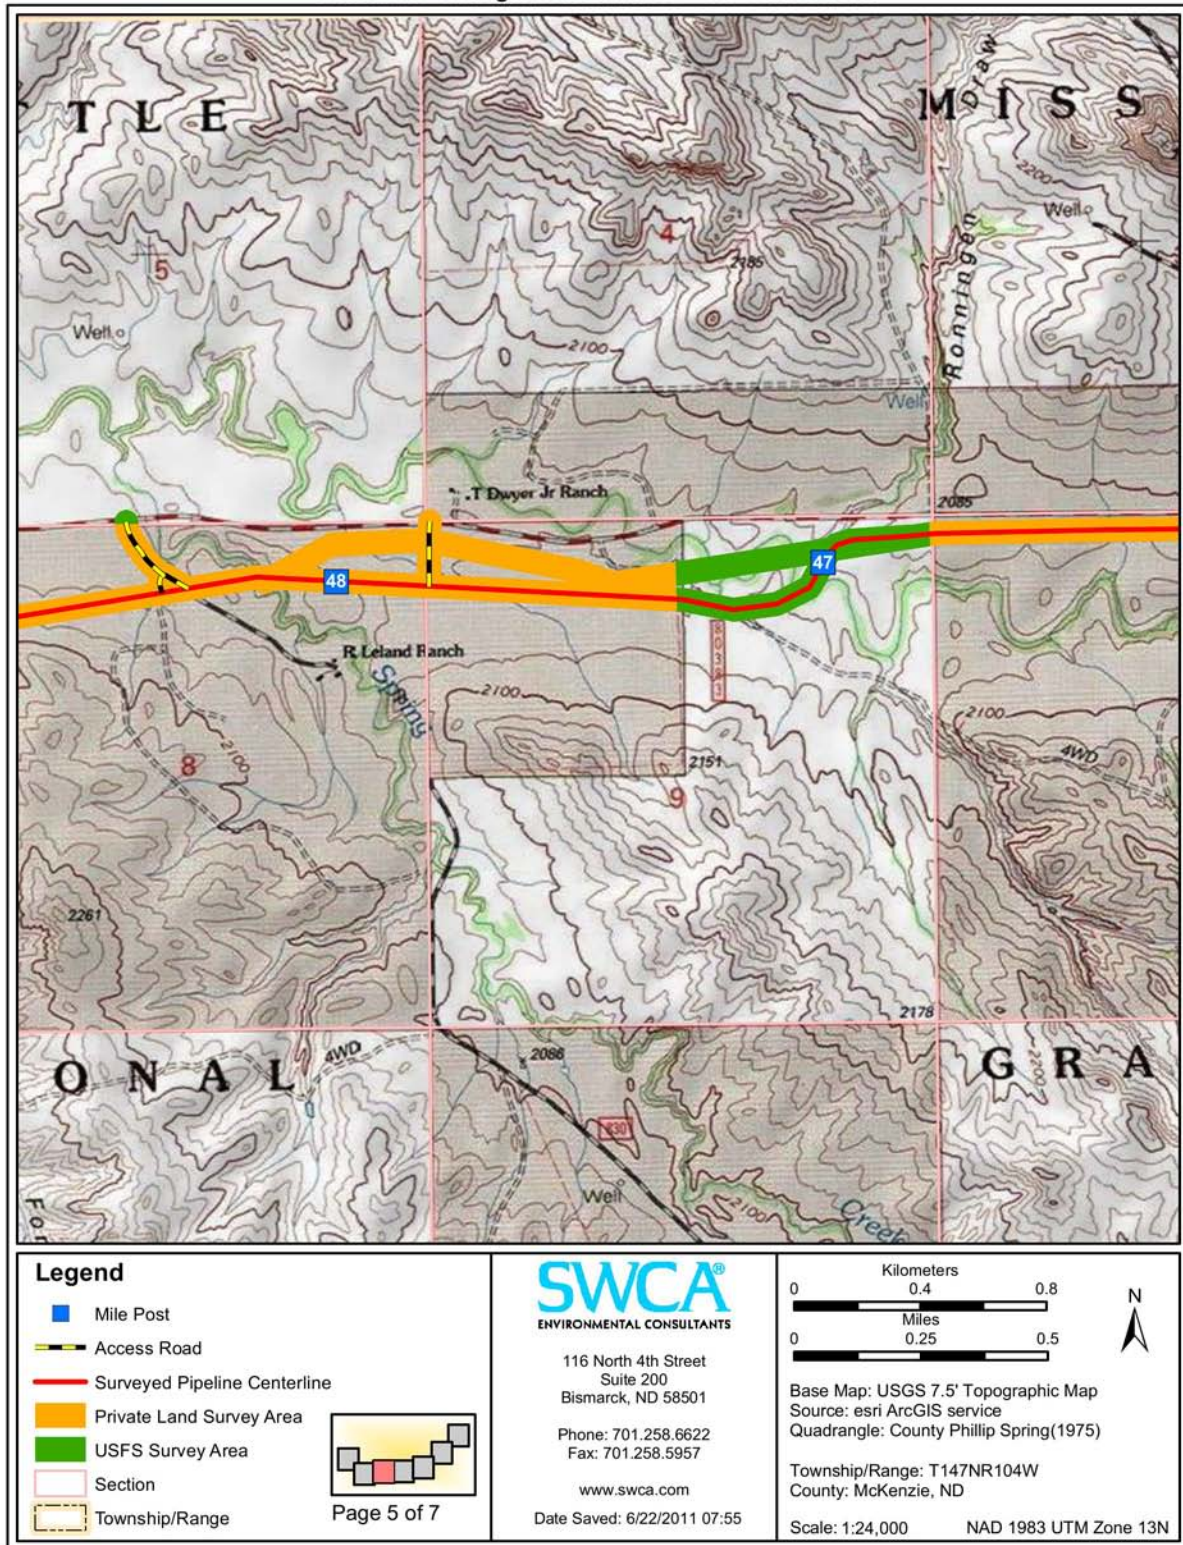 T L E
M I S S
Draw
2200
Well
4
5
2185
Ronningen
Well
2100
Well
T Dwyer Jr Ranch
2085
47
48
R Leland Ranch
80383
Spring
2100
2100
2100
4WD
8
2151
9
2261
2178
4WD
2086
O N A L
G R A
2200
830
Well
2100
Creek
For
Legend
Mile Post
Access Road
Surveyed Pipeline Centerline
Private Land Survey Area
USFS Survey Area
Section
Township/Range
Page 5 of 7
SWCA®
ENVIRONMENTAL CONSULTANTS
116 North 4th Street
Suite 200
Bismarck, ND 58501
Phone: 701.258.6622
Fax: 701.258.5957
www.swca.com
Date Saved: 6/22/2011 07:55
Kilometers
0 0.4 0.8
Miles
0 0.25 0.5
N
Base Map: USGS 7.5' Topographic Map
Source: esri ArcGIS service
Quadrangle: County Phillip Spring(1975)
Township/Range: T147NR104W
County: McKenzie, ND
Scale: 1:24,000 NAD 1983 UTM Zone 13N